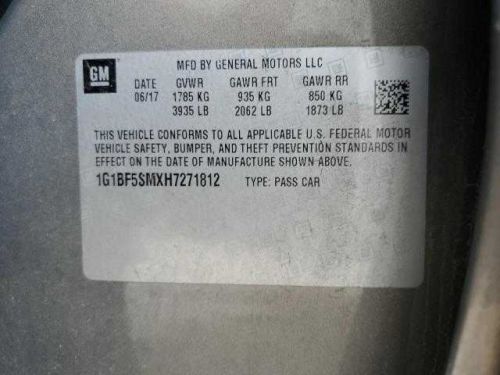 GM
MFD BY GENERAL MOTORS LLC
DATE GVWR GAWR FRT GAWR RR
06/17 1785 KG 935 KG 850 KG
3935 LB 2062 LB 1873 LB
THIS VEHICLE CONFORMS TO ALL APPLICABLE U.S. FEDERAL MOTOR
VEHICLE SAFETY, BUMPER, AND THEFT PREVENTION STANDARDS IN
EFFECT ON THE DATE OF MANUFACTURE SHOWN ABOVE.
1G1BF5SMXH7271812 TYPE: PASS CAR